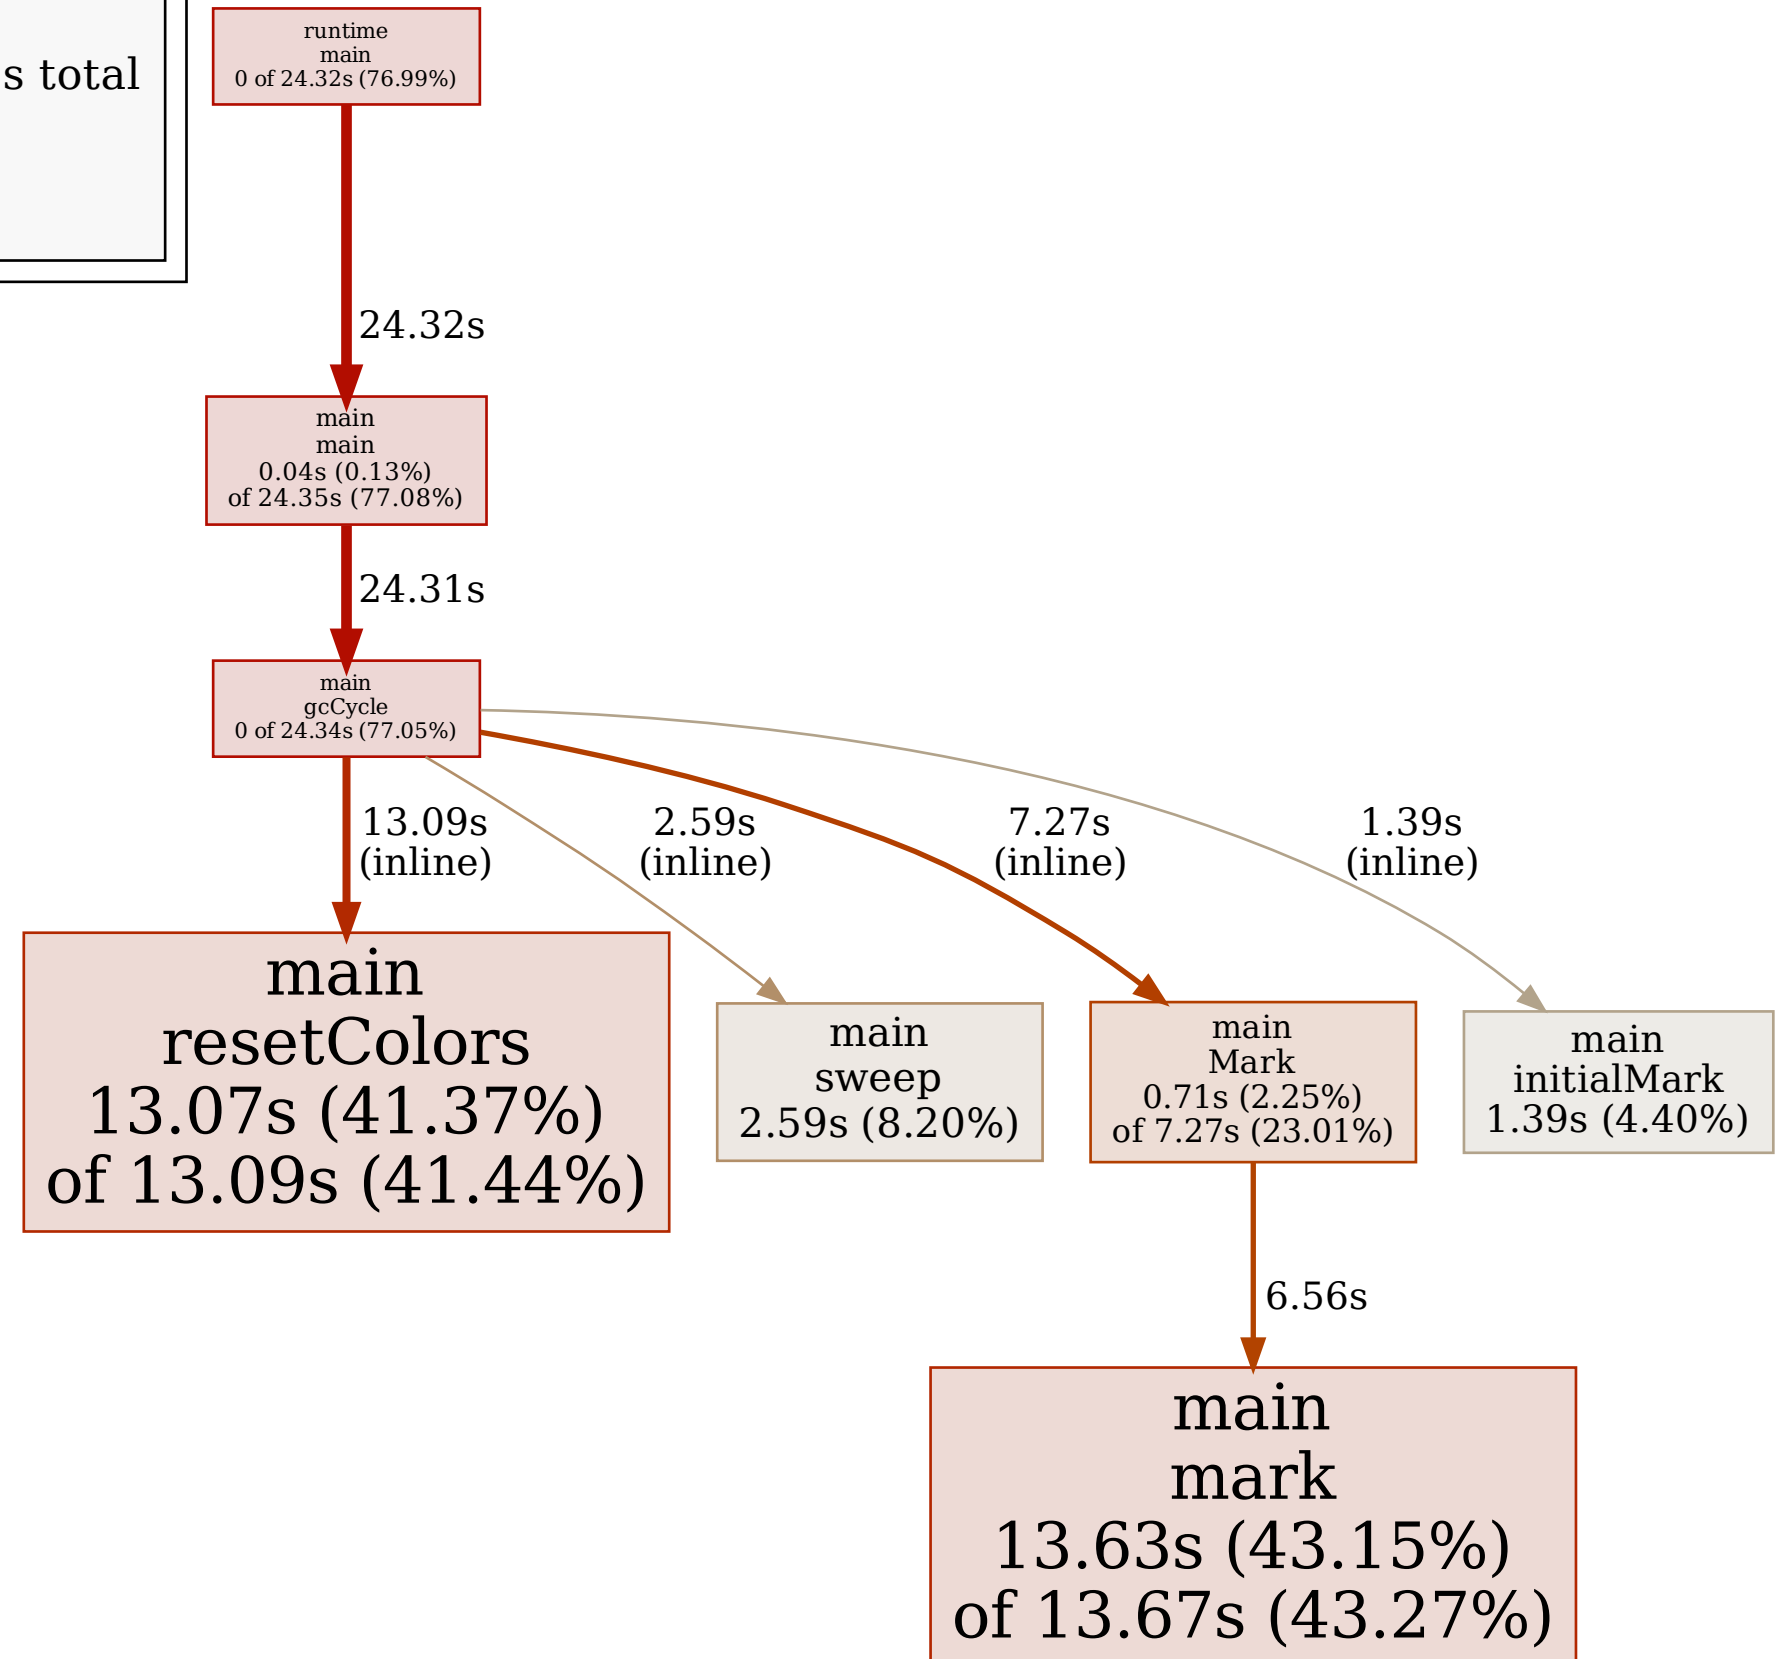 s total
runtime
main
0 of 24.32s (76.99%)
24.32s
main
main
0.04s (0.13%)
of 24.35s (77.08%)
24.31s
main
gcCycle
0 of 24.34s (77.05%)
13.09s
(inline)
2.59s
(inline)
7.27s
(inline)
1.39s
(inline)
main
resetColors
13.07s (41.37%)
of 13.09s (41.44%)
main
sweep
2.59s (8.20%)
main
Mark
0.71s (2.25%)
of 7.27s (23.01%)
main
initialMark
1.39s (4.40%)
6.56s
main
mark
13.63s (43.15%)
of 13.67s (43.27%)